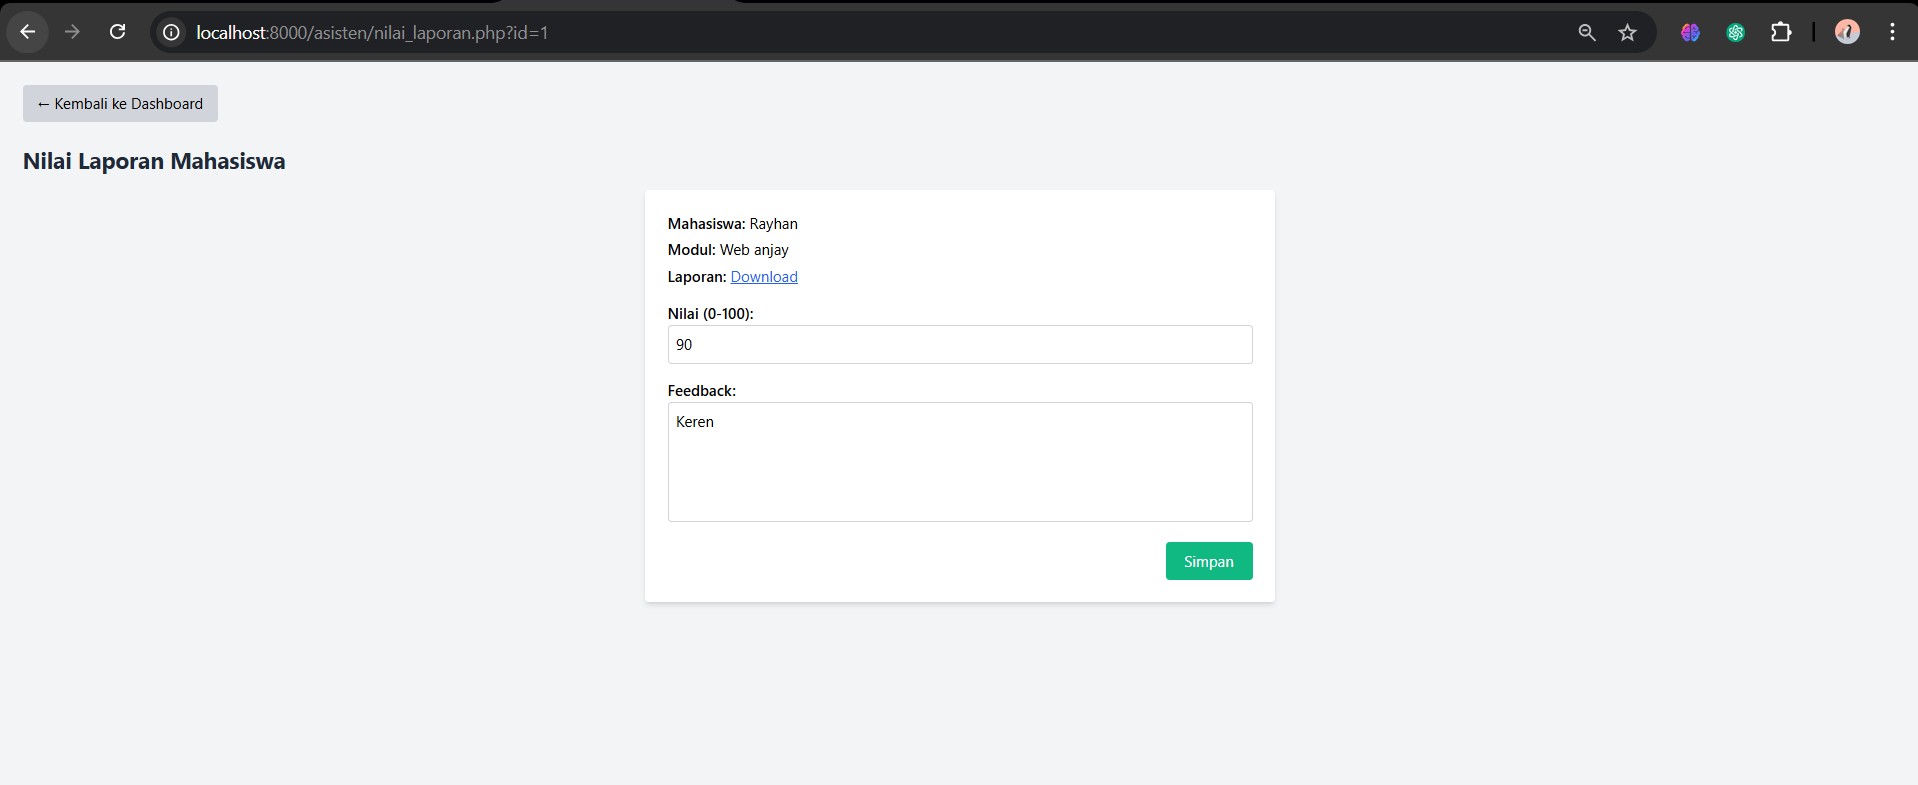 localhost:8000/asisten/nilai_laporan.php?id=1
← Kembali ke Dashboard
Nilai Laporan Mahasiswa
Mahasiswa: Rayhan
Modul: Web anjay
Laporan: Download
Nilai (0-100):
90
Feedback:
Keren
Simpan